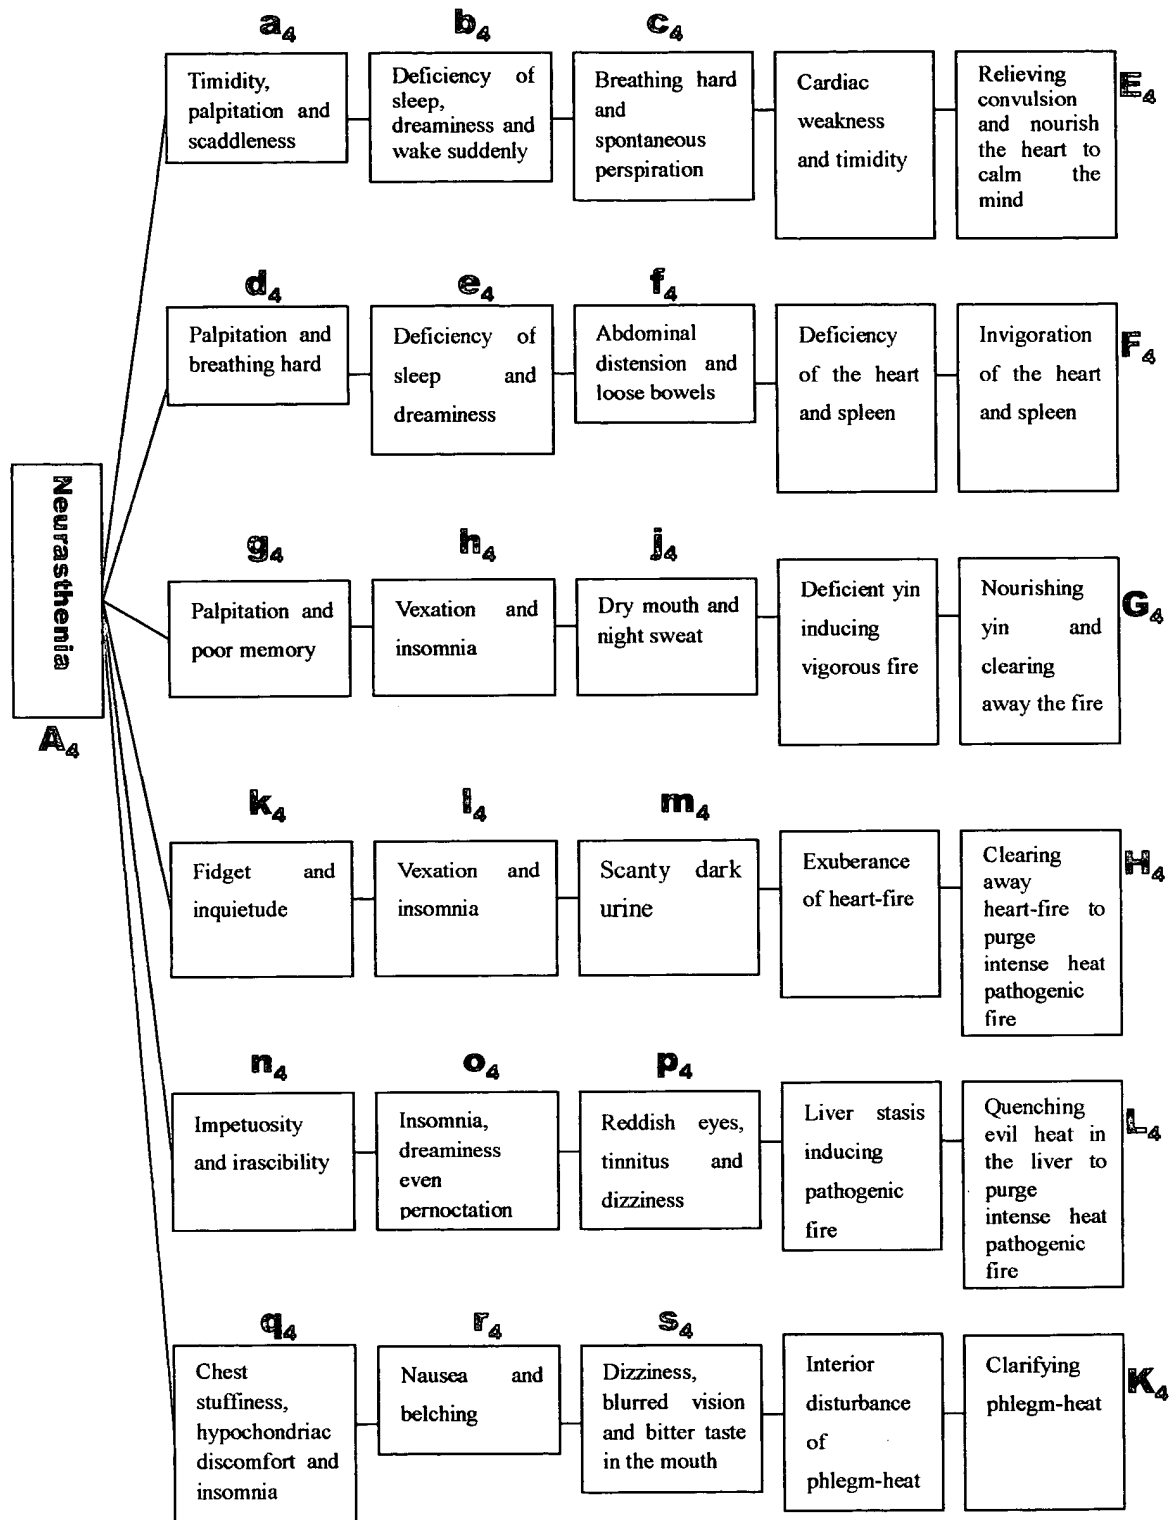 a4
b4
c4
Timidity,
palpitation and
scaddleness
Deficiency of
sleep,
dreaminess and
wake suddenly
Breathing hard
and
spontaneous
perspiration
Cardiac
weakness
and timidity
Relieving
convulsion
and nourish
the heart to
calm the
mind
E4
d4
e4
f4
Palpitation and
breathing hard
Deficiency of
sleep and
dreaminess
Abdominal
distension and
loose bowels
Deficiency
of the heart
and spleen
Invigoration
of the heart
and spleen
F4
Neurasthenia
A4
g4
h4
j4
Palpitation and
poor memory
Vexation and
insomnia
Dry mouth and
night sweat
Deficient yin
inducing
vigorous fire
Nourishing
yin and
clearing
away the fire
G4
k4
l4
m4
Fidget and
inquietude
Vexation and
insomnia
Scanty dark
urine
Exuberance
of heart-fire
Clearing
away
heart-fire to
purge
intense heat
pathogenic
fire
H4
n4
o4
p4
Impetuosity
and irascibility
Insomnia,
dreaminess
even
pernoctation
Reddish eyes,
tinnitus and
dizziness
Liver stasis
inducing
pathogenic
fire
Quenching
evil heat in
the liver to
purge
intense heat
pathogenic
fire
L4
q4
r4
s4
Chest
stuffiness,
hypochondriac
discomfort and
insomnia
Nausea and
belching
Dizziness,
blurred vision
and bitter taste
in the mouth
Interior
disturbance
of
phlegm-heat
Clarifying
phlegm-heat
K4